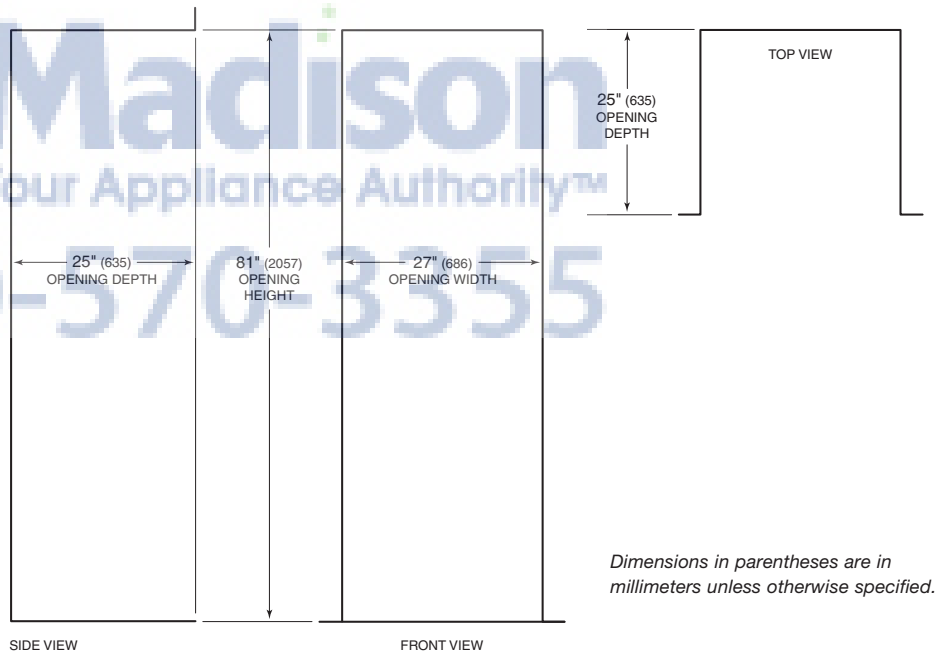 Madison
TOP VIEW
25" (635)
OPENING
DEPTH
our Appliance Authority™
25" (635)
OPENING DEPTH
81" (2057)
OPENING
HEIGHT
27" (686)
OPENING WIDTH
-570-3355
Dimensions in parentheses are in
millimeters unless otherwise specified.
SIDE VIEW
FRONT VIEW